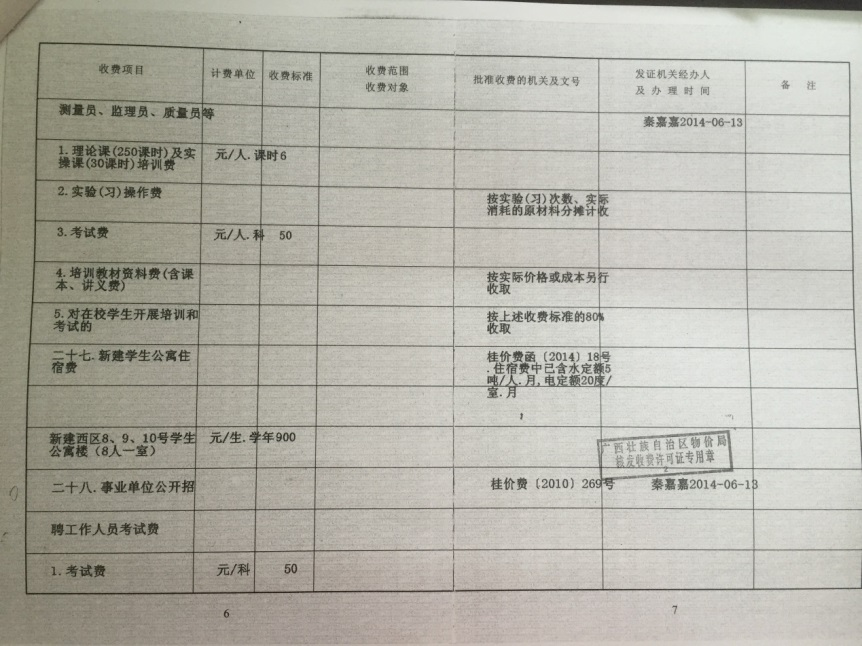 收费项目 计费单位 收费标准 收费范围 收费对象 批准收费的机关及文号 发证机关经办人 及办理时间 备 注
测量员、监理员、质量员等 秦嘉嘉2014-06-13
1.理论课(250课时)及实 元/人.课时6
操课(30课时)培训费
2.实验(习)操作费 按实验(习)次数、实际
消耗的原材料分摊计收
3.考试费 元/人.科 50
4.培训教材资料费(含课 按实际价格或成本另行
本、讲义费) 收取
5.对在校学生开展培训和 按上述收费标准的80%
考试的 收取
二十七.新建学生公寓住 桂价费函〔2014〕18号
宿费 .住宿费中已含水定额5
吨/人.月,电定额20度/
室.月
新建西区8、9、10号学生 元/生.学年900
公寓楼（8人一室）
广西壮族自治区物价局
核发收费许可证专用章
二十八.事业单位公开招 桂价费〔2010〕269号 秦嘉嘉2014-06-13
聘工作人员考试费
1.考试费 元/科 50
6 7